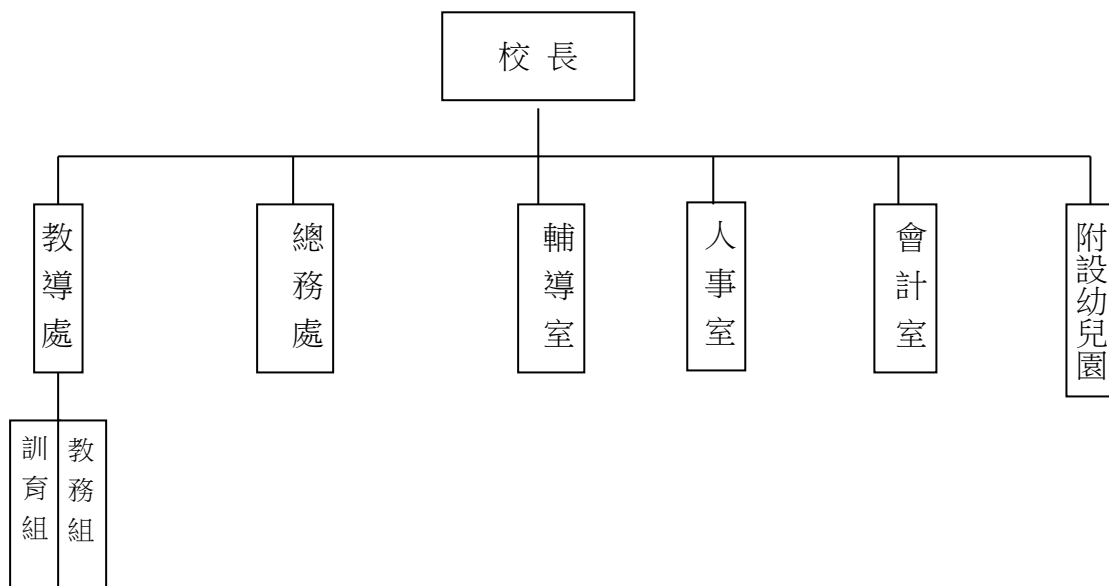 校長
教導處
總務處
輔導室
人事室
會計室
附設幼兒園
訓育組
教務組